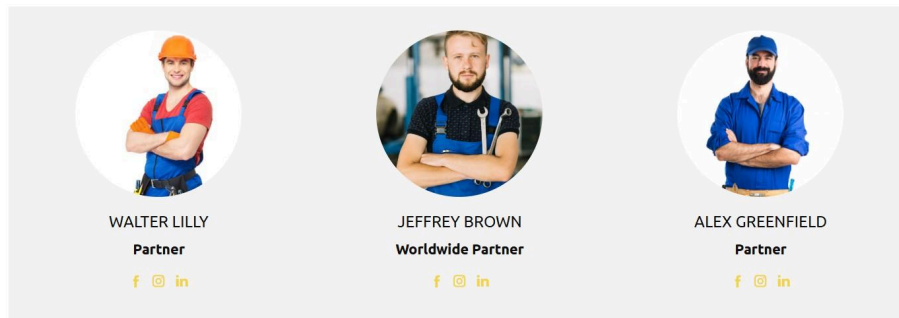 WALTER LILLY
Partner
JEFFREY BROWN
Worldwide Partner
ALEX GREENFIELD
Partner